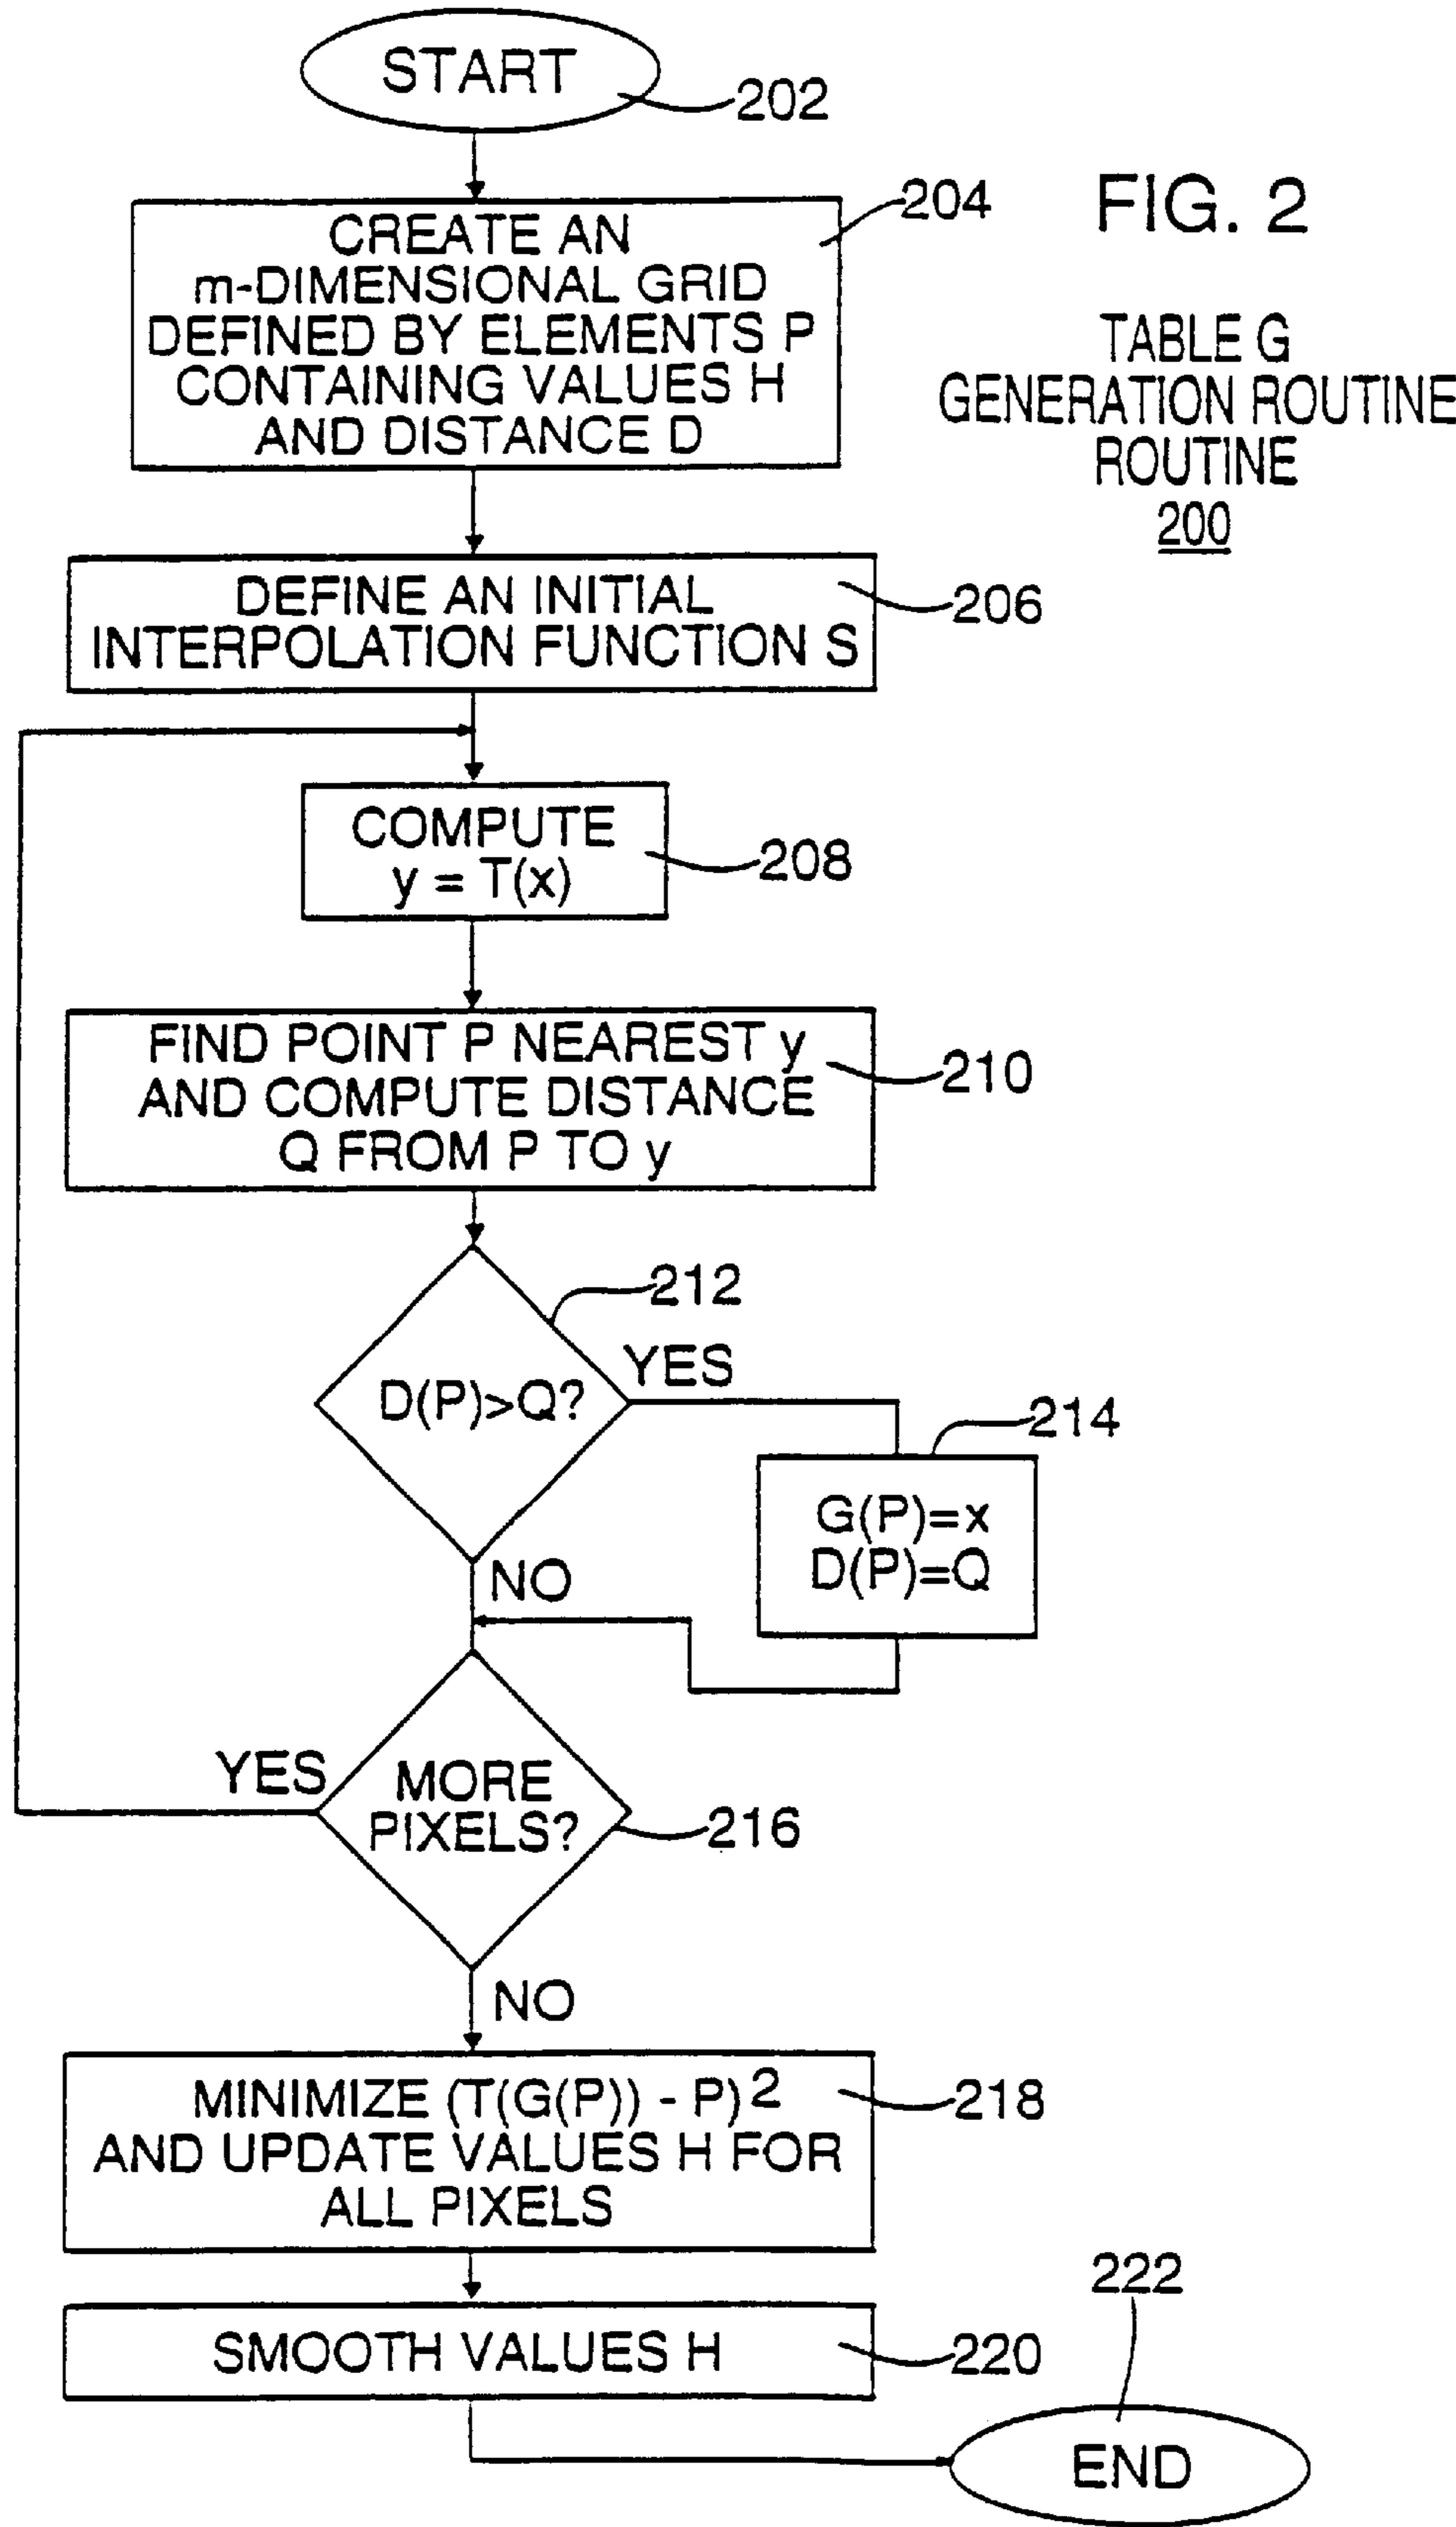 START
202
CREATE AN
m-DIMENSIONAL GRID
DEFINED BY ELEMENTS P
CONTAINING VALUES H
AND DISTANCE D
204
FIG. 2
TABLE G
GENERATION ROUTINE
ROUTINE
200
DEFINE AN INITIAL
INTERPOLATION FUNCTION S
206
COMPUTE
y = T(x)
208
FIND POINT P NEAREST y
AND COMPUTE DISTANCE
Q FROM P TO y
210
212
D(P)>Q?
YES
214
G(P)=x
D(P)=Q
NO
YES
MORE
PIXELS?
216
NO
MINIMIZE (T(G(P)) - P)2
AND UPDATE VALUES H FOR
ALL PIXELS
218
SMOOTH VALUES H
220
222
END